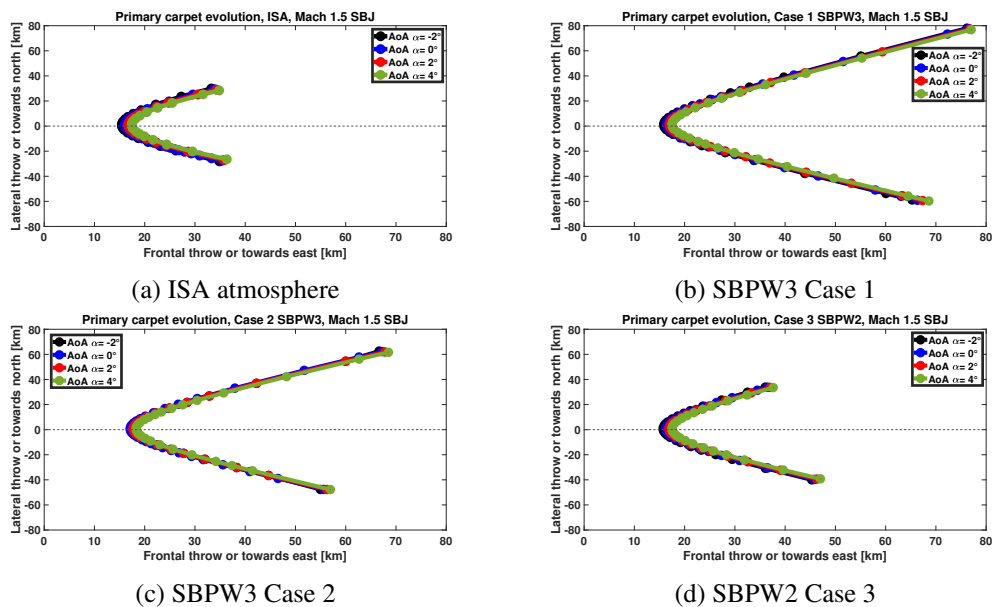 Primary carpet evolution, ISA, Mach 1.5 SBJ
Lateral throw or towards north [km]
80
60
40
20
0
-20
-40
-60
-80
AoA α= -2°
AoA α= 0°
AoA α= 2°
AoA α= 4°
0 10 20 30 40 50 60 70 80
Frontal throw or towards east [km]
(a) ISA atmosphere
Primary carpet evolution, Case 1 SBPW3, Mach 1.5 SBJ
Lateral throw or towards north [km]
80
60
40
20
0
-20
-40
-60
-80
AoA α= -2°
AoA α= 0°
AoA α= 2°
AoA α= 4°
0 10 20 30 40 50 60 70 80
Frontal throw or towards east [km]
(b) SBPW3 Case 1
Primary carpet evolution, Case 2 SBPW3, Mach 1.5 SBJ
Lateral throw or towards north [km]
80
60
40
20
0
-20
-40
-60
-80
AoA α= -2°
AoA α= 0°
AoA α= 2°
AoA α= 4°
0 10 20 30 40 50 60 70 80
Frontal throw or towards east [km]
(c) SBPW3 Case 2
Primary carpet evolution, Case 3 SBPW2, Mach 1.5 SBJ
Lateral throw or towards north [km]
80
60
40
20
0
-20
-40
-60
-80
AoA α= -2°
AoA α= 0°
AoA α= 2°
AoA α= 4°
0 10 20 30 40 50 60 70 80
Frontal throw or towards east [km]
(d) SBPW2 Case 3